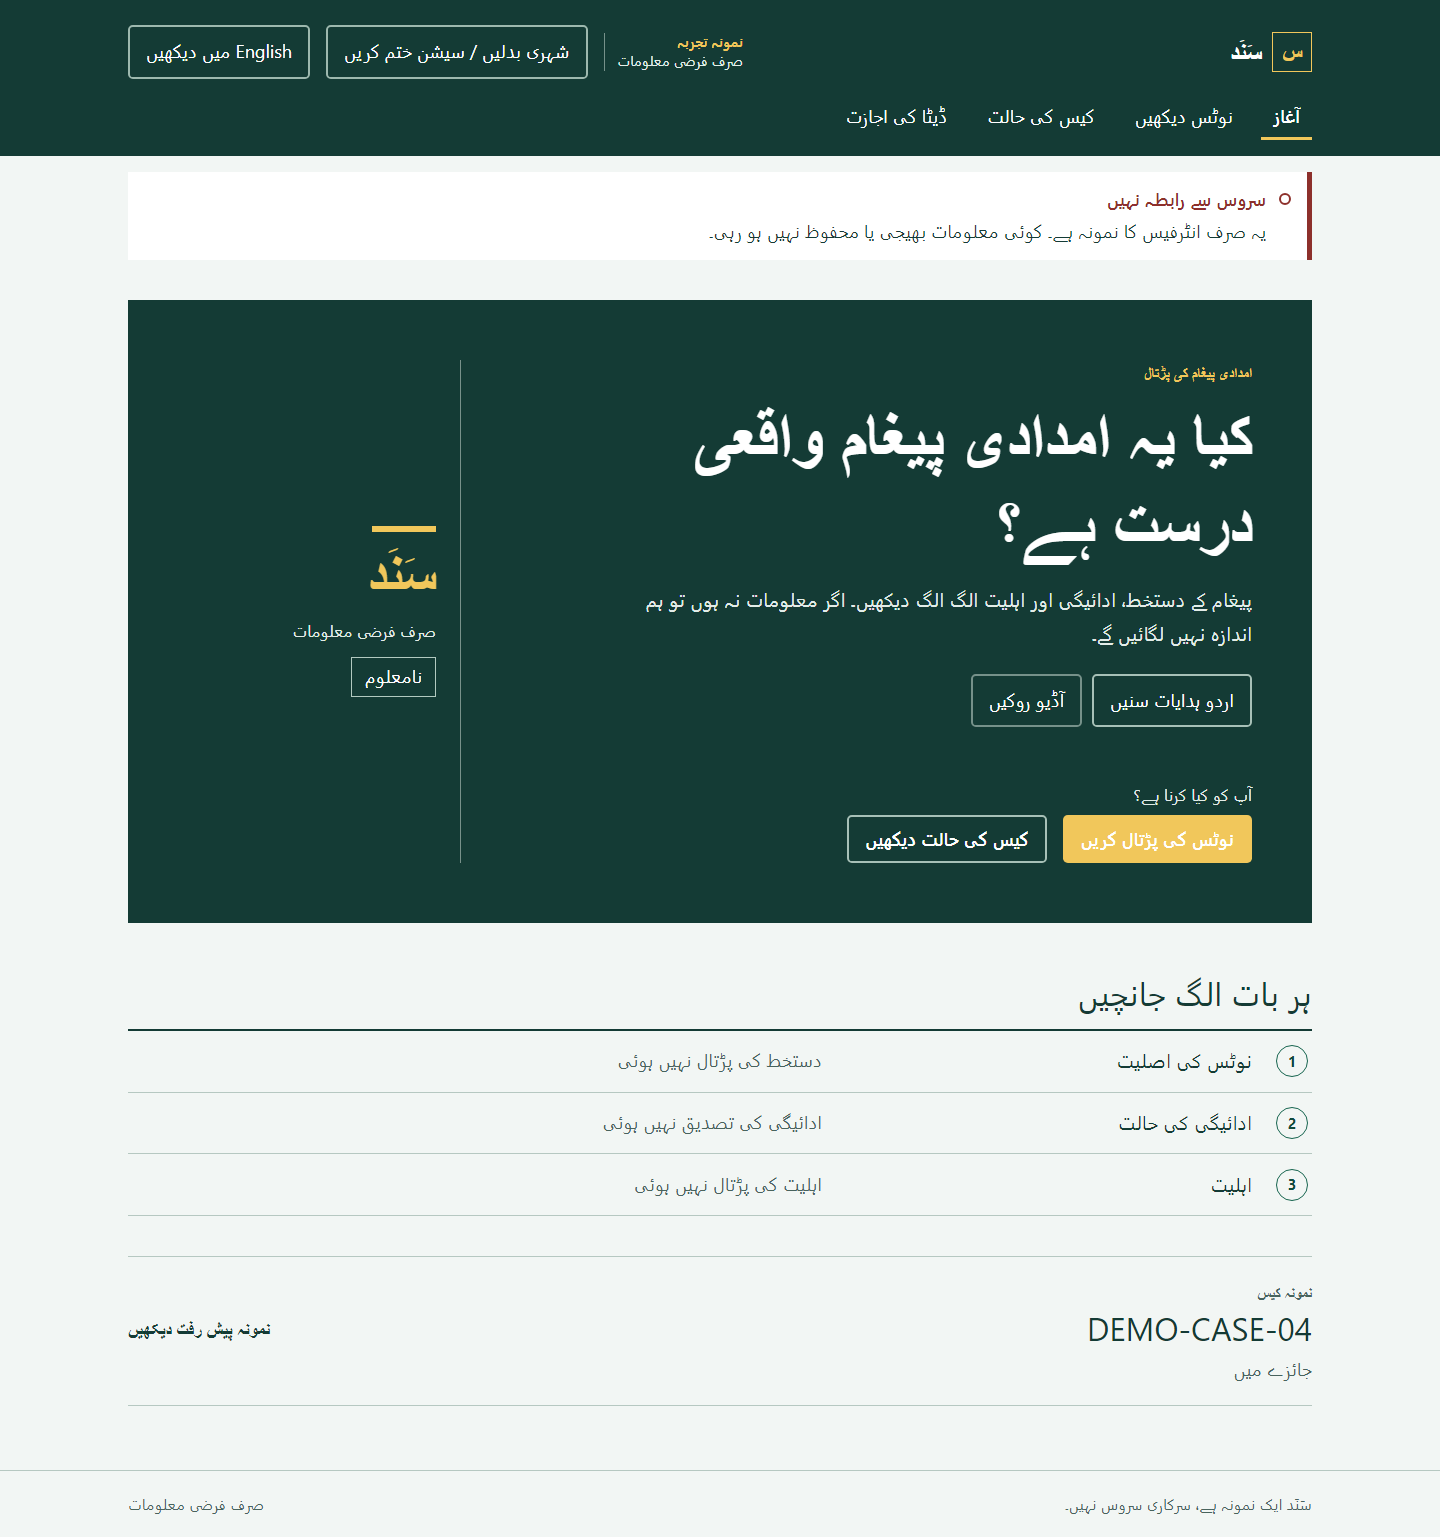 س
سَنَد
نمونہ تجربہ
صرف فرضی معلومات
شہری بدلیں / سیشن ختم کریں
English میں دیکھیں
آغاز
نوٹس دیکھیں
کیس کی حالت
ڈیٹا کی اجازت
سروس سے رابطہ نہیں
یہ صرف انٹرفیس کا نمونہ ہے۔ کوئی معلومات بھیجی یا محفوظ نہیں ہو رہی۔
امدادی پیغام کی پڑتال
کیا یہ امدادی پیغام واقعی
درست ہے؟
پیغام کے دستخط، ادائیگی اور اہلیت الگ الگ دیکھیں۔ اگر معلومات نہ ہوں تو ہم
اندازہ نہیں لگائیں گے۔
اردو ہدایات سنیں
آڈیو روکیں
آپ کو کیا کرنا ہے؟
نوٹس کی پڑتال کریں
کیس کی حالت دیکھیں
سَنَد
صرف فرضی معلومات
نامعلوم
ہر بات الگ جانچیں
1
نوٹس کی اصلیت
دستخط کی پڑتال نہیں ہوئی
2
ادائیگی کی حالت
ادائیگی کی تصدیق نہیں ہوئی
3
اہلیت
اہلیت کی پڑتال نہیں ہوئی
نمونہ کیس
DEMO-CASE-04
جائزے میں
نمونہ پیش رفت دیکھیں
سَنَد ایک نمونہ ہے، سرکاری سروس نہیں۔
صرف فرضی معلومات